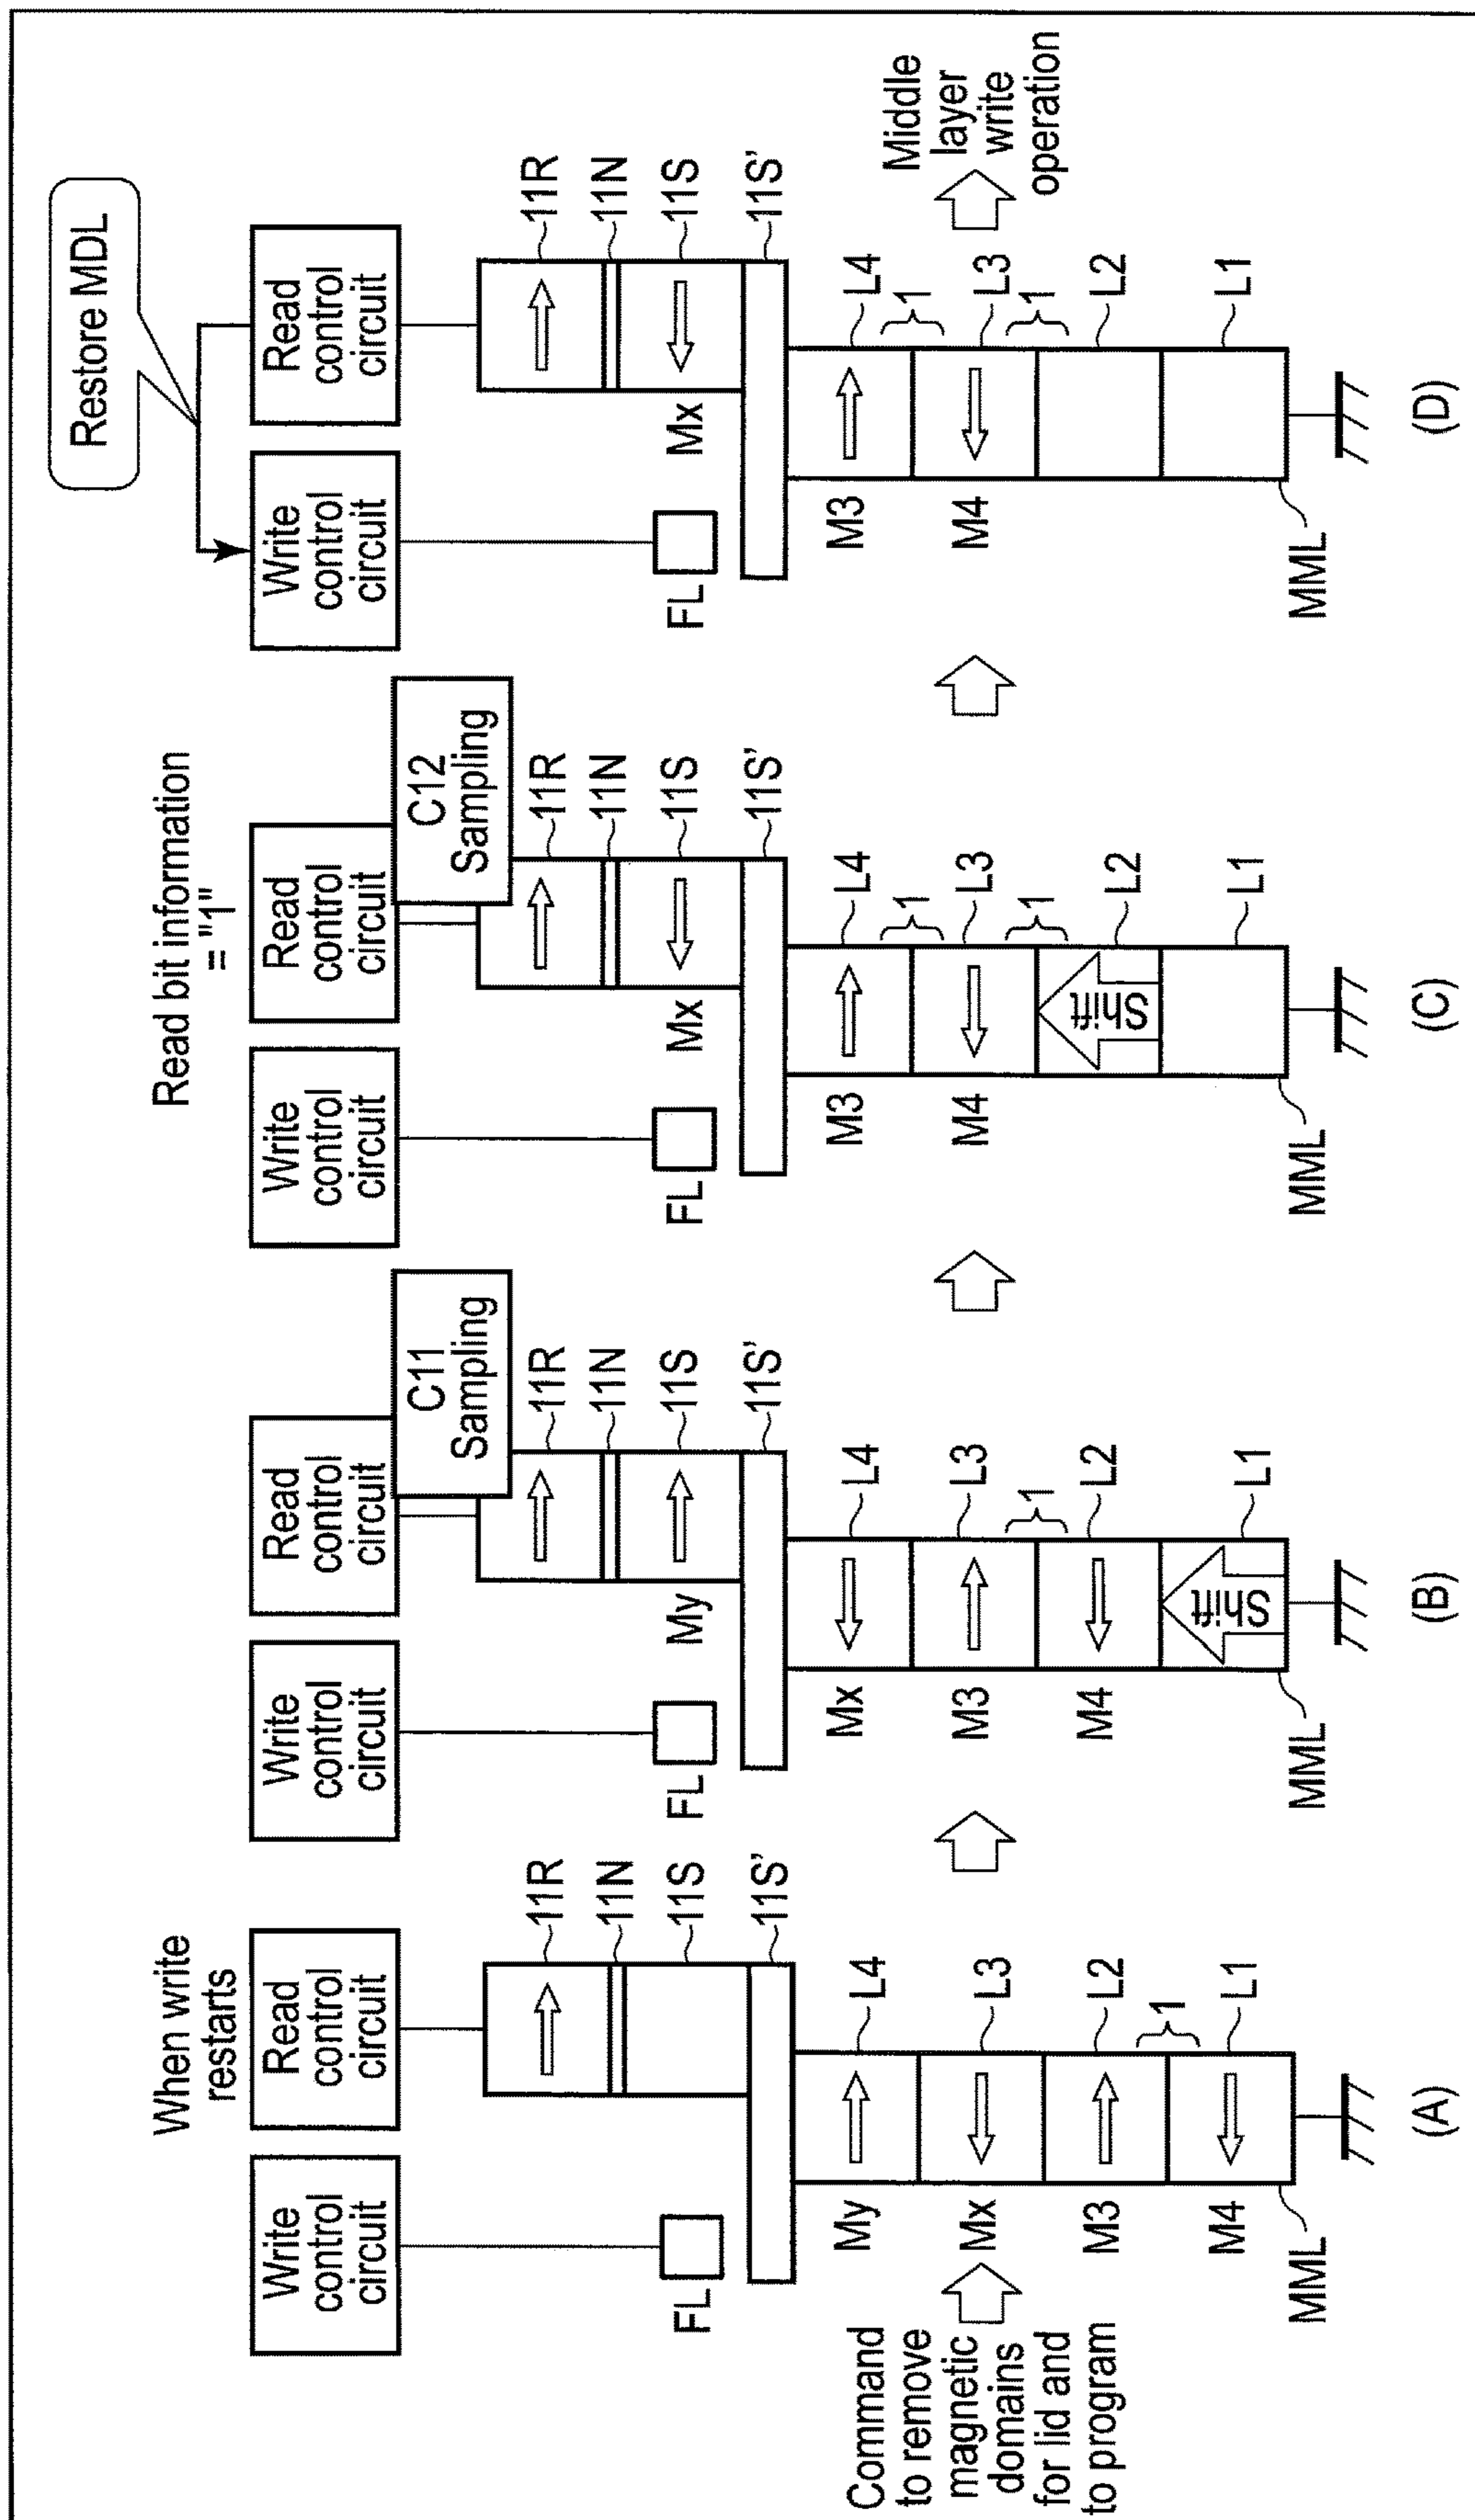 When write
restarts
Write
control
circuit
Read
control
circuit
11R
11N
11S
11S'
FL
L4
L3
L2
1
L1
My
Mx
M3
M4
MML
Command
to remove
magnetic
domains
for lid and
to program
(A)
Write
control
circuit
Read
control
circuit
C11
Sampling
11R
11N
11S
11S'
My
FL
L4
L3
1
L2
L1
Mx
M3
M4
Shift
MML
(B)
Read bit information
= "1"
Write
control
circuit
Read
control
circuit
C12
Sampling
11R
11N
11S
11S'
Mx
FL
L4
1
L3
1
L2
L1
M3
M4
Shift
MML
(C)
Restore MDL
Write
control
circuit
Read
control
circuit
11R
11N
11S
11S'
Mx
FL
L4
1
L3
1
L2
L1
M3
M4
MML
Middle
layer
write
operation
(D)